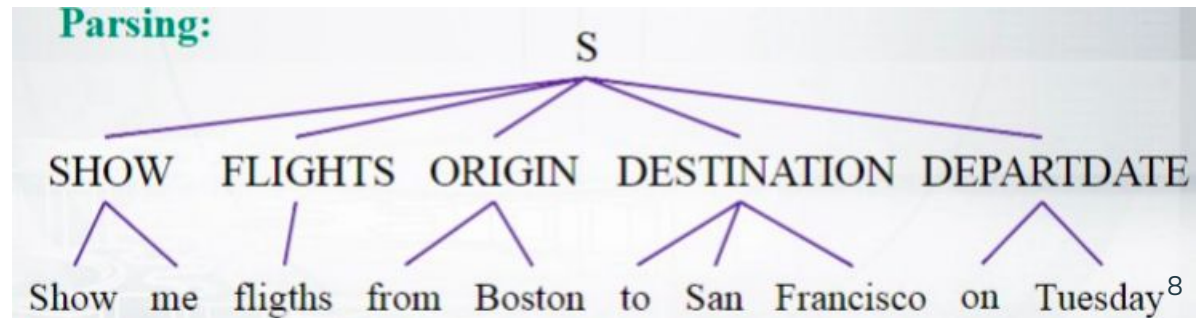 Parsing:
S
SHOW FLIGHTS ORIGIN DESTINATION DEPARTDATE
Show me fligths from Boston to San Francisco on Tuesday 8